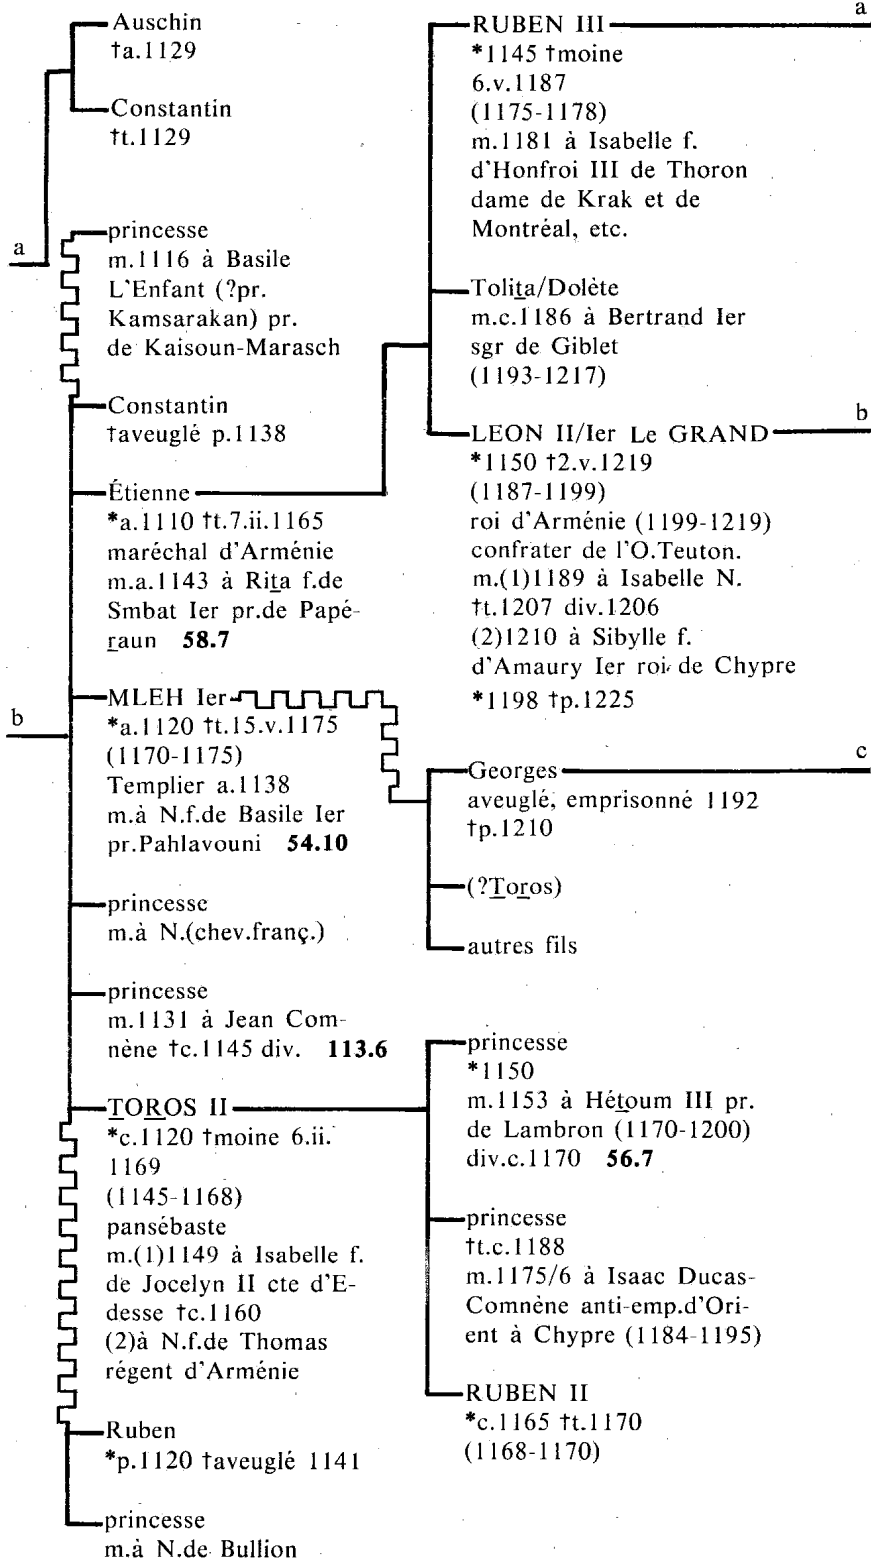 Auschin
†a.1129
Constantin
†t.1129
a
princesse
m.1116 à Basile
L'Enfant (?pr.
Kamsarakan) pr.
de Kaisoun-Marasch
Constantin
†aveuglé p.1138
Étienne
*a.1110 †t.7.ii.1165
maréchal d'Arménie
m.a.1143 à Rita f.de
Smbat Ier pr.de Papé-
raun 58.7
b
MLEH Ier
*a.1120 †t.15.v.1175
(1170-1175)
Templier a.1138
m.à N.f.de Basile Ier
pr.Pahlavouni 54.10
princesse
m.à N.(chev.franç.)
princesse
m.1131 à Jean Com-
nène †c.1145 div. 113.6
TOROS II
*c.1120 †moine 6.ii.
1169
(1145-1168)
pansébaste
m.(1)1149 à Isabelle f.
de Jocelyn II cte d'E-
desse †c.1160
(2)à N.f.de Thomas
régent d'Arménie
Ruben
*p.1120 †aveuglé 1141
princesse
m.à N.de Bullion
a
RUBEN III
*1145 †moine
6.v.1187
(1175-1178)
m.1181 à Isabelle f.
d'Honfroi III de Thoron
dame de Krak et de
Montréal, etc.
Tolita/Dolète
m.c.1186 à Bertrand Ier
sgr de Giblet
(1193-1217)
b
LEON II/Ier Le GRAND
*1150 †2.v.1219
(1187-1199)
roi d'Arménie (1199-1219)
confrater de l'O.Teuton.
m.(1)1189 à Isabelle N.
†t.1207 div.1206
(2)1210 à Sibylle f.
d'Amaury Ier roi de Chypre
*1198 †p.1225
c
Georges
aveuglé, emprisonné 1192
†p.1210
(?Toros)
autres fils
princesse
*1150
m.1153 à Hétoum III pr.
de Lambron (1170-1200)
div.c.1170 56.7
princesse
†t.c.1188
m.1175/6 à Isaac Ducas-
Comnène anti-emp.d'Ori-
ent à Chypre (1184-1195)
RUBEN II
*c.1165 †t.1170
(1168-1170)